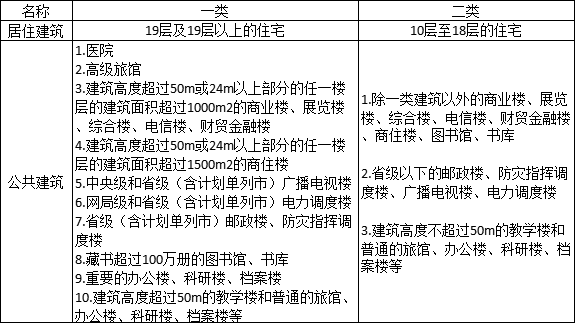 名称 一类 二类
居住建筑 19层及19层以上的住宅 10层至18层的住宅
公共建筑
1.医院
2.高级旅馆
3.建筑高度超过50m或24m以上部分的任一楼
层的建筑面积超过1000m2的商业楼、展览楼
、综合楼、电信楼、财贸金融楼
4.建筑高度超过50m或24m以上部分的任一楼
层的建筑面积超过1500m2的商住楼
5.中央级和省级（含计划单列市）广播电视楼
6.网局级和省级（含计划单列市）电力调度楼
7.省级（含计划单列市）邮政楼、防灾指挥调
度楼
8.藏书超过100万册的图书馆、书库
9.重要的办公楼、科研楼、档案楼
10.建筑高度超过50m的教学楼和普通的旅馆、
办公楼、科研楼、档案楼等
1.除一类建筑以外的商业楼、展览
楼、综合楼、电信楼、财贸金融楼
、商住楼、图书馆、书库
2.省级以下的邮政楼、防灾指挥调
度楼、广播电视楼、电力调度楼
3.建筑高度不超过50m的教学楼和
普通的旅馆、办公楼、科研楼、档
案楼等